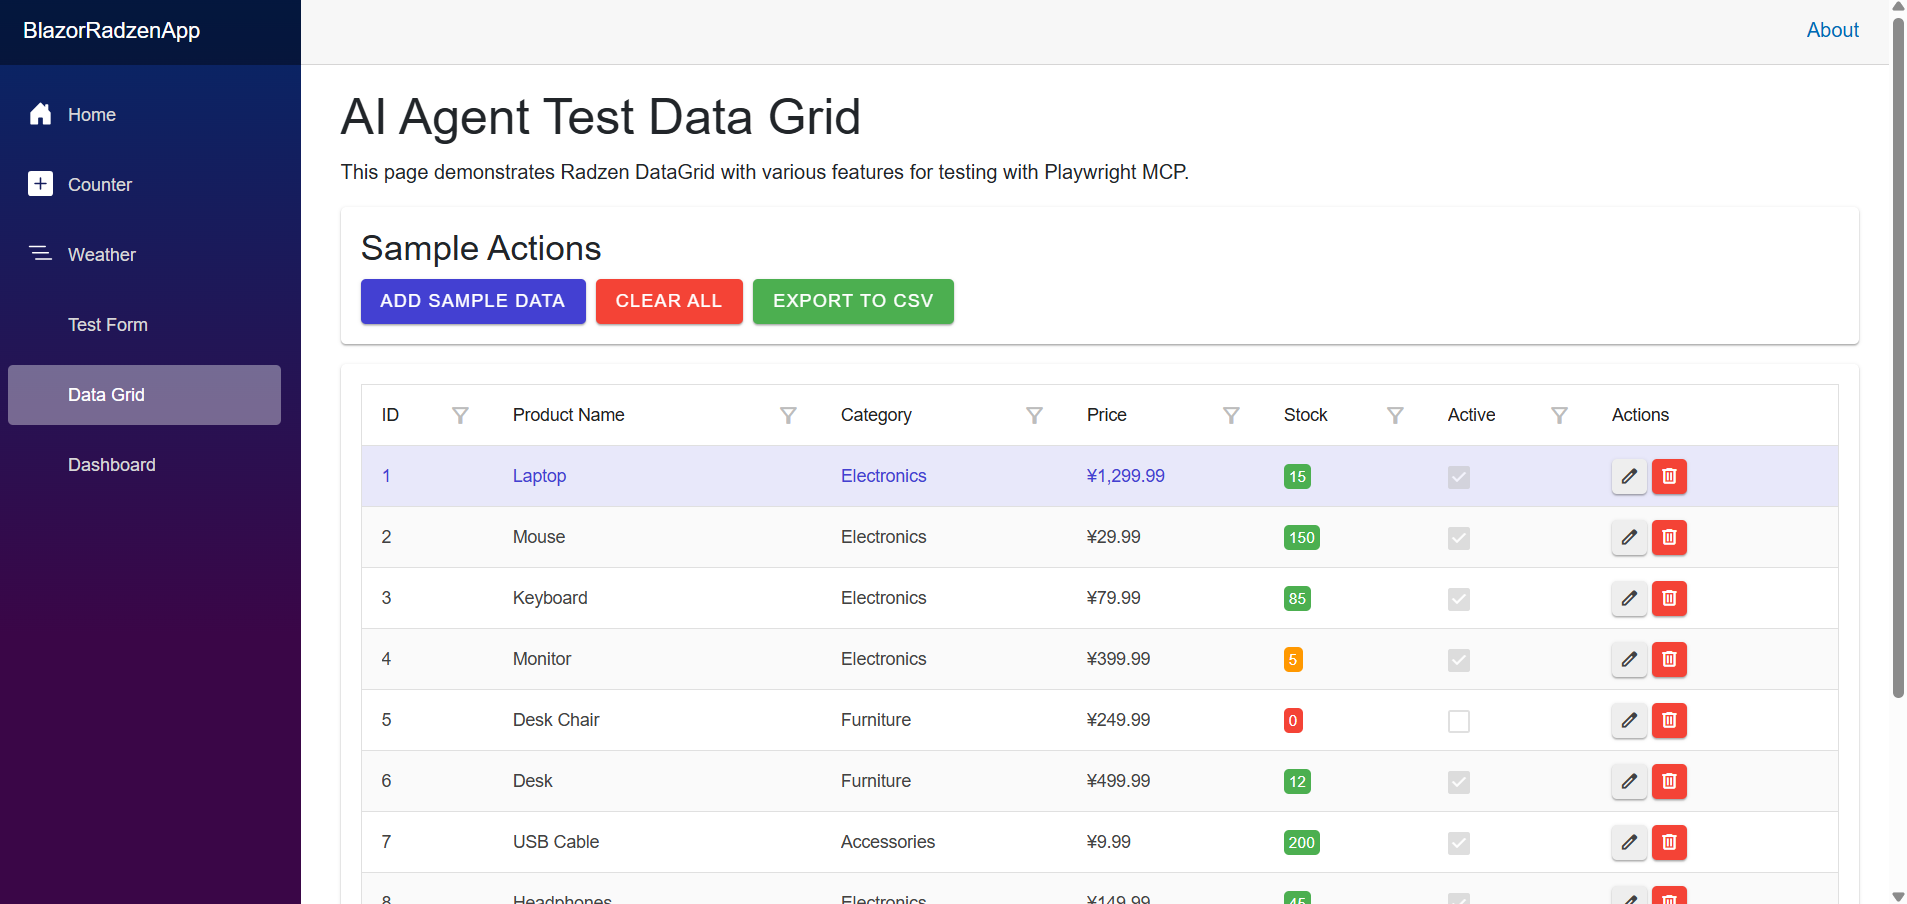 BlazorRadzenApp
About
Home
Counter
Weather
Test Form
Data Grid
Dashboard
AI Agent Test Data Grid
This page demonstrates Radzen DataGrid with various features for testing with Playwright MCP.
Sample Actions
ADD SAMPLE DATA CLEAR ALL EXPORT TO CSV
ID Product Name Category Price Stock Active Actions
1 Laptop Electronics ¥1,299.99 15
2 Mouse Electronics ¥29.99 150
3 Keyboard Electronics ¥79.99 85
4 Monitor Electronics ¥399.99 5
5 Desk Chair Furniture ¥249.99 0
6 Desk Furniture ¥499.99 12
7 USB Cable Accessories ¥9.99 200
8 Headphones Electronics ¥149.99 45